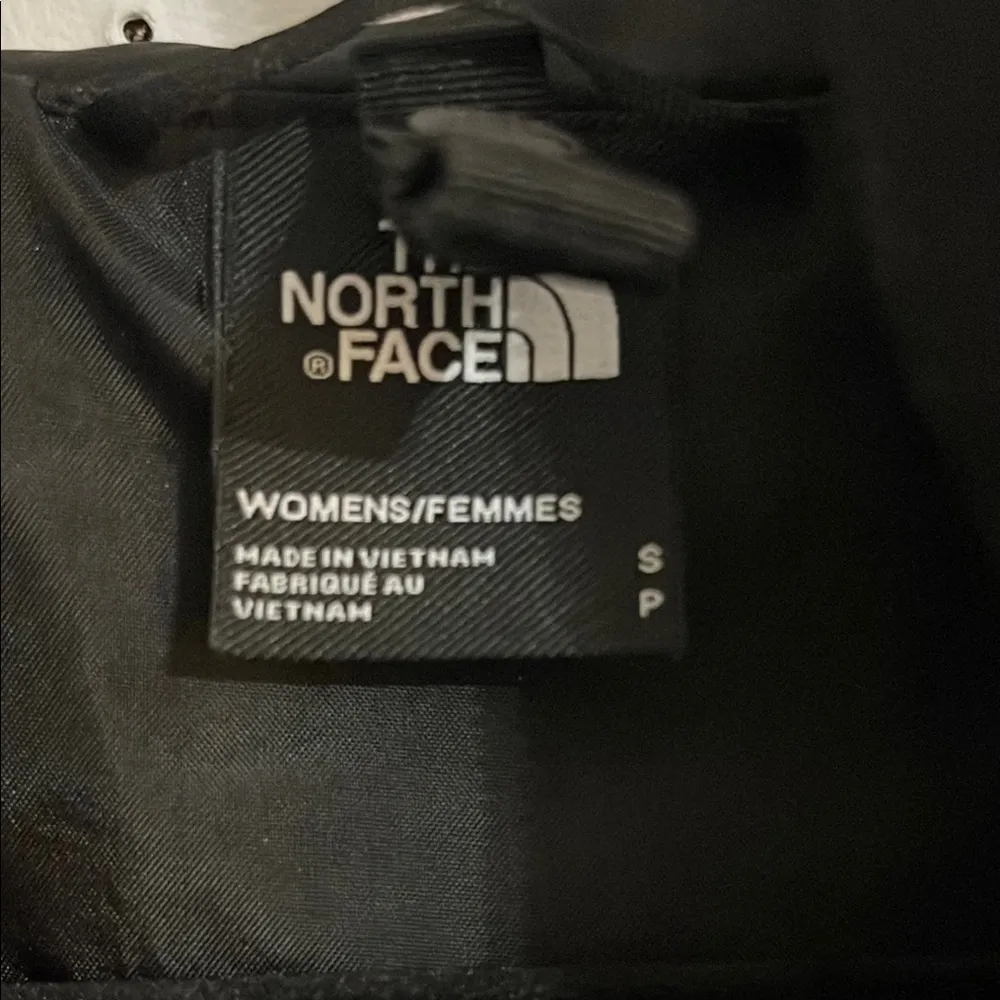 NORTH
® FACE
WOMENS/FEMMES
MADE IN VIETNAM
FABRIQUÉ AU
VIETNAM
S
P